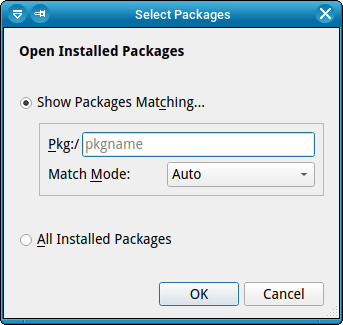 Select Packages
Open Installed Packages
Show Packages Matching...
Pkg:/ pkgname
Match Mode: Auto
All Installed Packages
OK Cancel